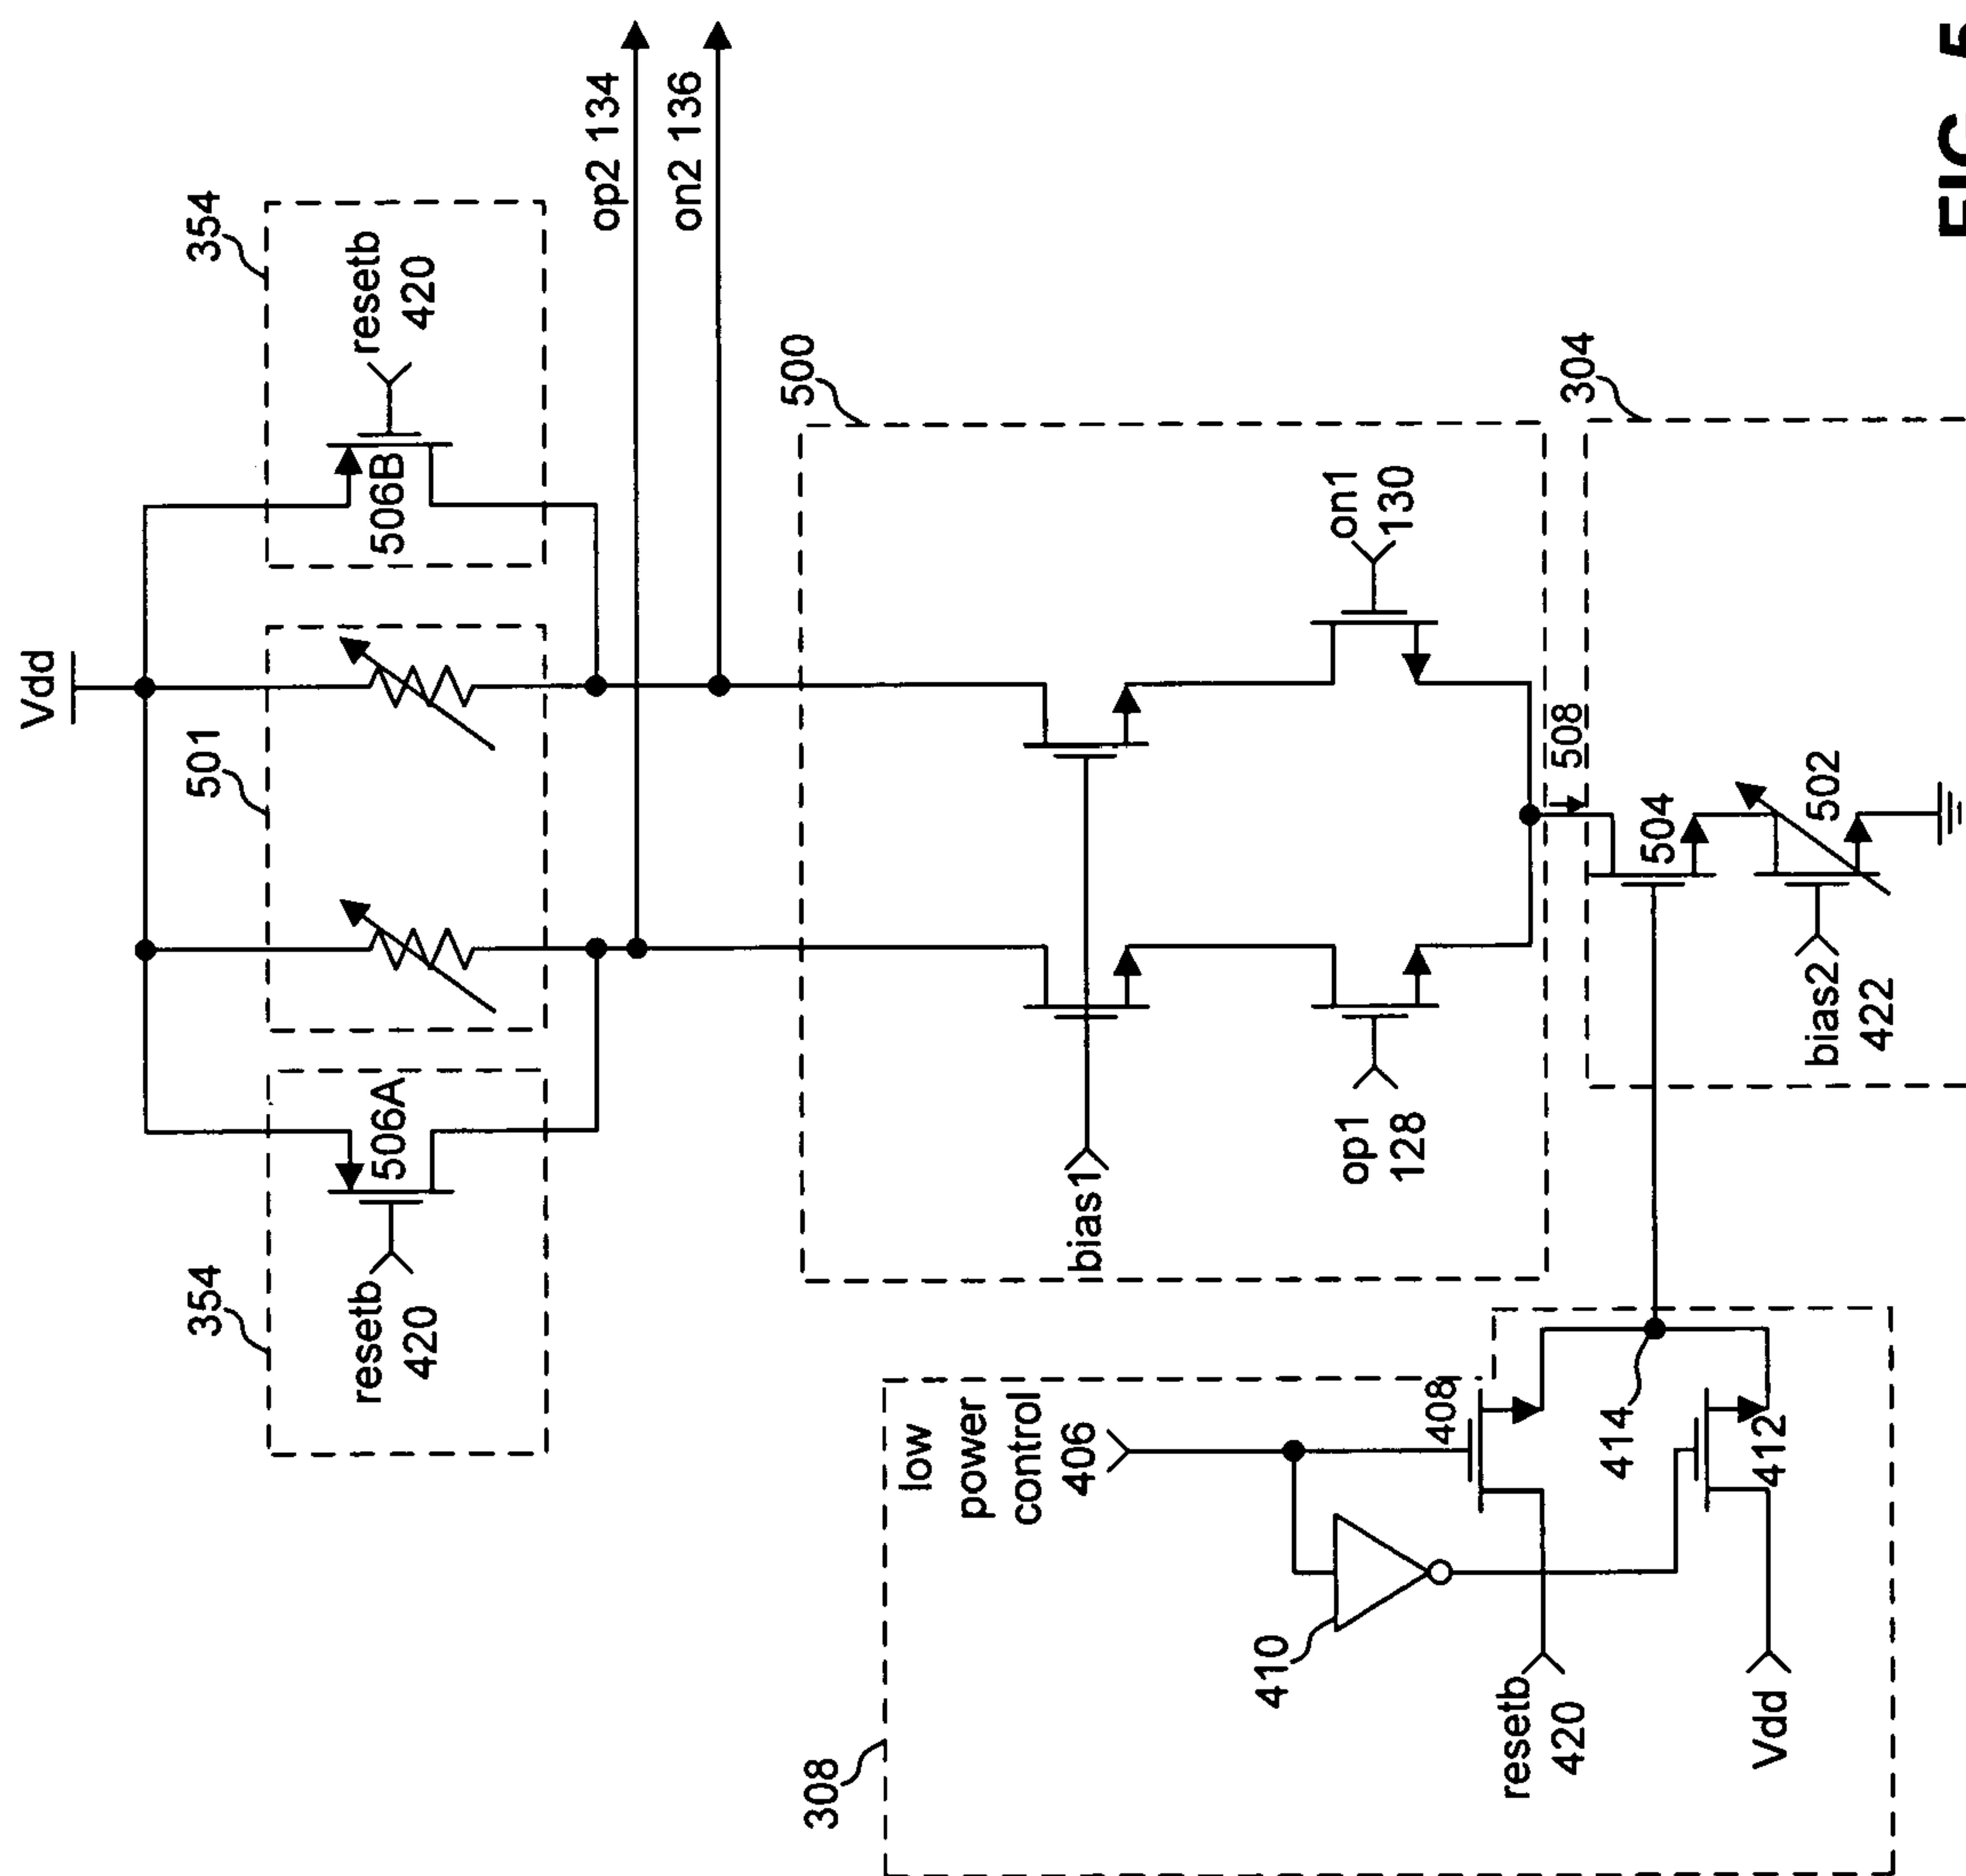 Vdd
354
501
354
resetb
420
506A
506B
resetb
420
op2 134
on2 136
500
bias1
op1
128
on1
130
508
304
504
502
bias2
422
308
low
power
control
406
408
410
414
412
resetb
420
Vdd